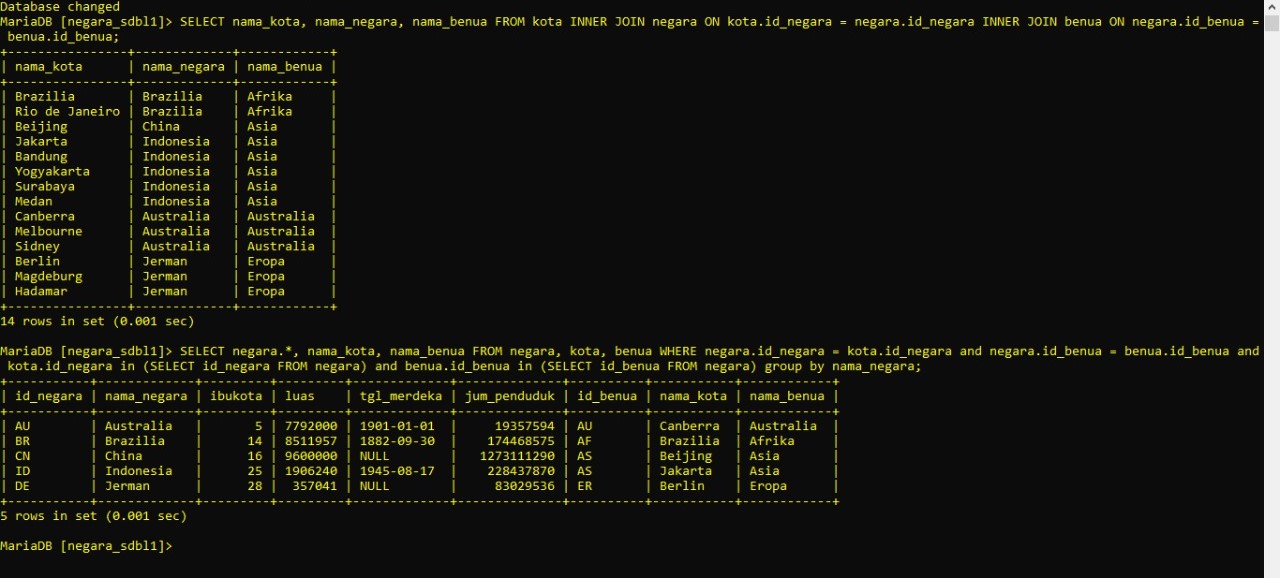 Database changed
MariaDB [negara_sdbl1]> SELECT nama_kota, nama_negara, nama_benua FROM kota INNER JOIN negara ON kota.id_negara = negara.id_negara INNER JOIN benua ON negara.id_benua =
 benua.id_benua;
+---------------+-------------+------------+
| nama_kota      | nama_negara | nama_benua |
+---------------+-------------+------------+
| Brazilia       | Brazilia    | Afrika     |
| Rio de Janeiro | Brazilia    | Afrika     |
| Beijing        | China       | Asia       |
| Jakarta        | Indonesia   | Asia       |
| Bandung        | Indonesia   | Asia       |
| Yogyakarta     | Indonesia   | Asia       |
| Surabaya       | Indonesia   | Asia       |
| Medan          | Indonesia   | Asia       |
| Canberra       | Australia   | Australia  |
| Melbourne      | Australia   | Australia  |
| Sidney         | Australia   | Australia  |
| Berlin         | Jerman      | Eropa      |
| Magdeburg      | Jerman      | Eropa      |
| Hadamar        | Jerman      | Eropa      |
+---------------+-------------+------------+
14 rows in set (0.001 sec)
MariaDB [negara_sdbl1]> SELECT negara.*, nama_kota, nama_benua FROM negara, kota, benua WHERE negara.id_negara = kota.id_negara and negara.id_benua = benua.id_benua and
 kota.id_negara in (SELECT id_negara FROM negara) and benua.id_benua in (SELECT id_benua FROM negara) group by nama_negara;
+-----------+-------------+---------+---------+-------------+--------------+----------+-----------+------------+
| id_negara | nama_negara | ibukota | luas    | tgl_merdeka | jum_penduduk | id_benua | nama_kota | nama_benua |
+-----------+-------------+---------+---------+-------------+--------------+----------+-----------+------------+
| AU        | Australia   |       5 | 7792000 | 1901-01-01  |     19357594 | AU       | Canberra  | Australia  |
| BR        | Brazilia    |      14 | 8511957 | 1882-09-30  |    174468575 | AF       | Brazilia  | Afrika     |
| CN        | China       |      16 | 9600000 | NULL        |   1273111290 | AS       | Beijing   | Asia       |
| ID        | Indonesia   |      25 | 1906240 | 1945-08-17  |    228437870 | AS       | Jakarta   | Asia       |
| DE        | Jerman      |      28 |  357041 | NULL        |     83029536 | ER       | Berlin    | Eropa      |
+-----------+-------------+---------+---------+-------------+--------------+----------+-----------+------------+
5 rows in set (0.001 sec)
MariaDB [negara_sdbl1]>